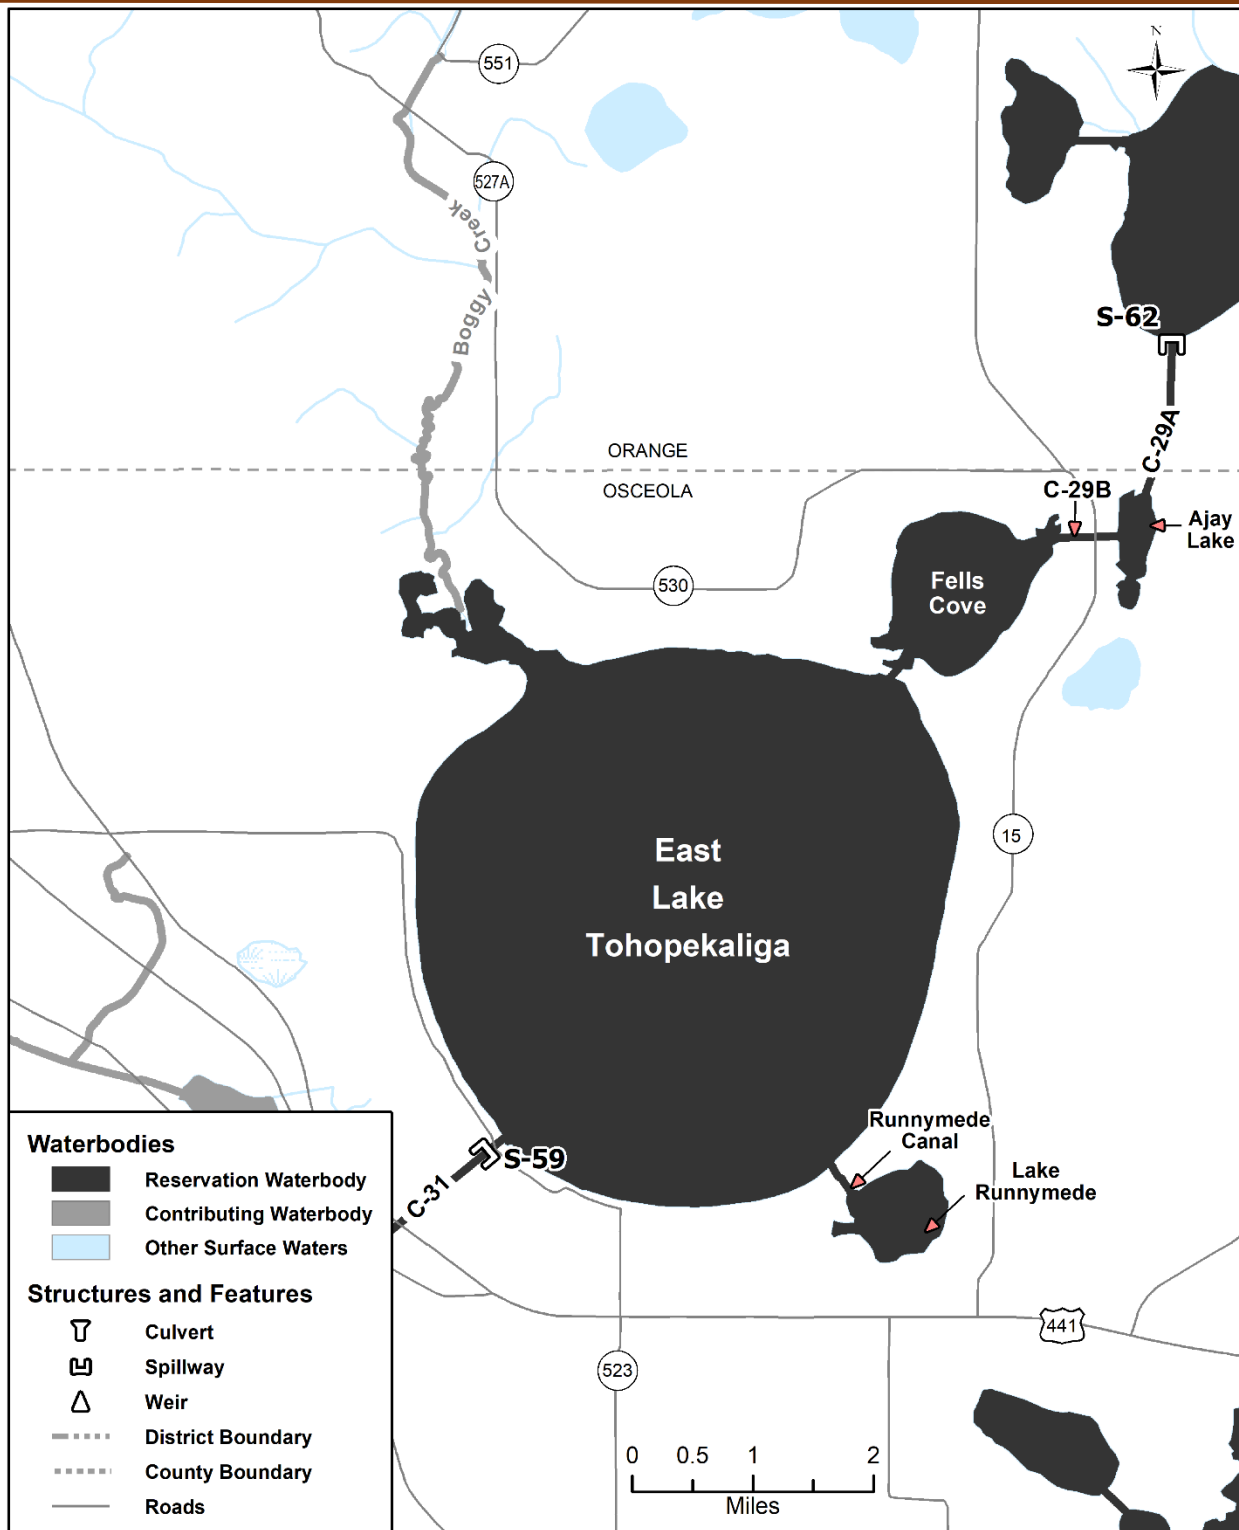 N
551
527A
Boggy Creek
S-62
C-29A
ORANGE
OSCEOLA
C-29B
Ajay
Lake
Fells
Cove
530
15
East
Lake
Tohopekaliga
Runnymede
Canal
Lake
Runnymede
S-59
C-31
441
523
Waterbodies
Reservation Waterbody
Contributing Waterbody
Other Surface Waters
Structures and Features
Culvert
Spillway
Weir
District Boundary
County Boundary
Roads
0 0.5 1 2
Miles